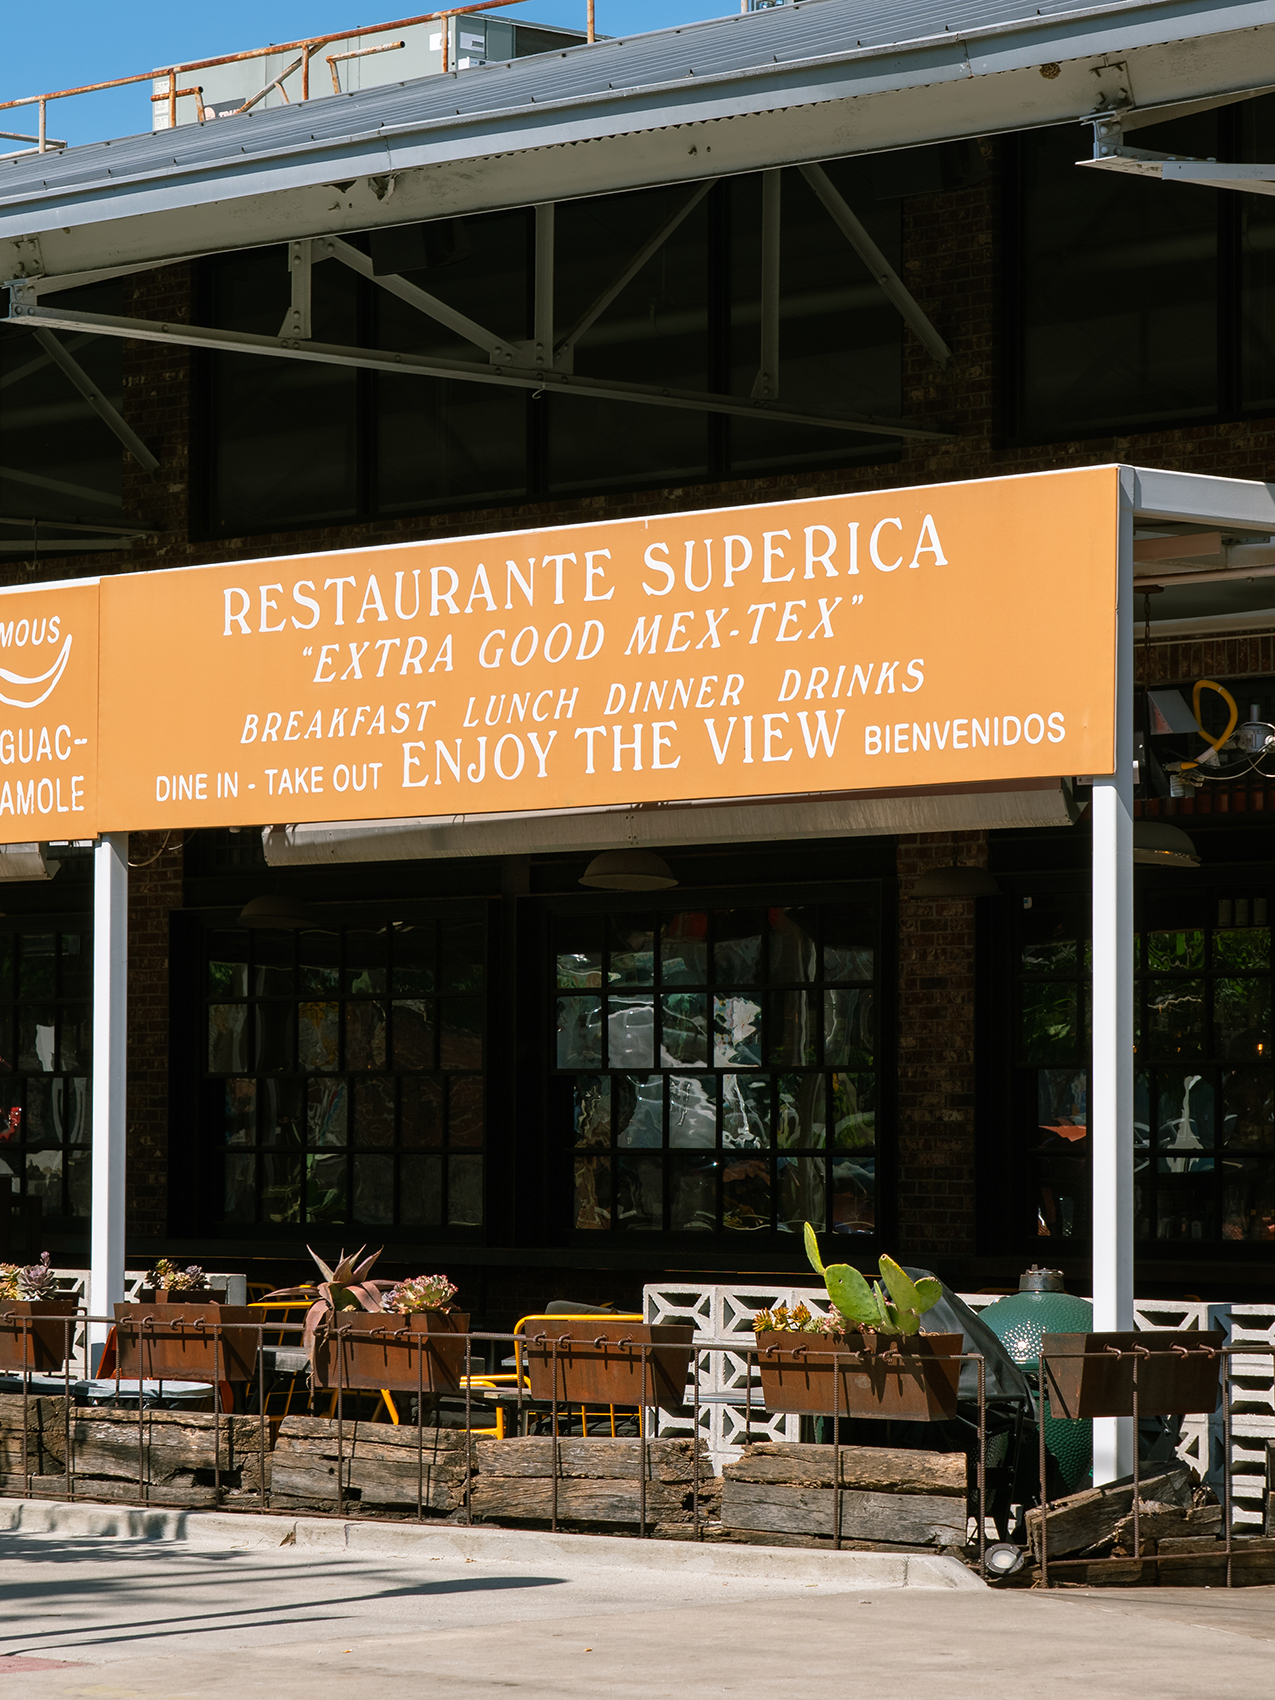 MOUS
GUAC-
AMOLE
RESTAURANTE SUPERICA
"EXTRA GOOD MEX-TEX"
BREAKFAST LUNCH DINNER DRINKS
DINE IN - TAKE OUT ENJOY THE VIEW BIENVENIDOS